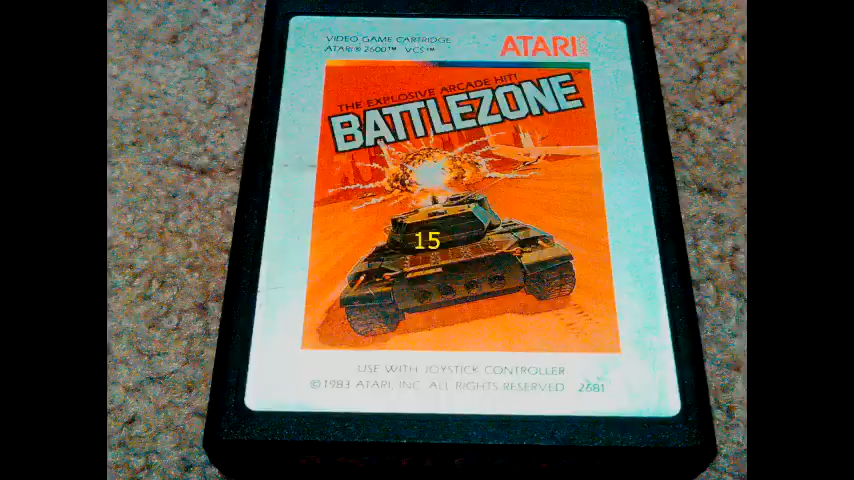 VIDEO GAME CARTRIDGE
ATARI® 2600™ VCS™
ATARI
THE EXPLOSIVE ARCADE HIT!
BATTLEZONE™
15
USE WITH JOYSTICK CONTROLLER
©1983 ATARI, INC. ALL RIGHTS RESERVED 2681